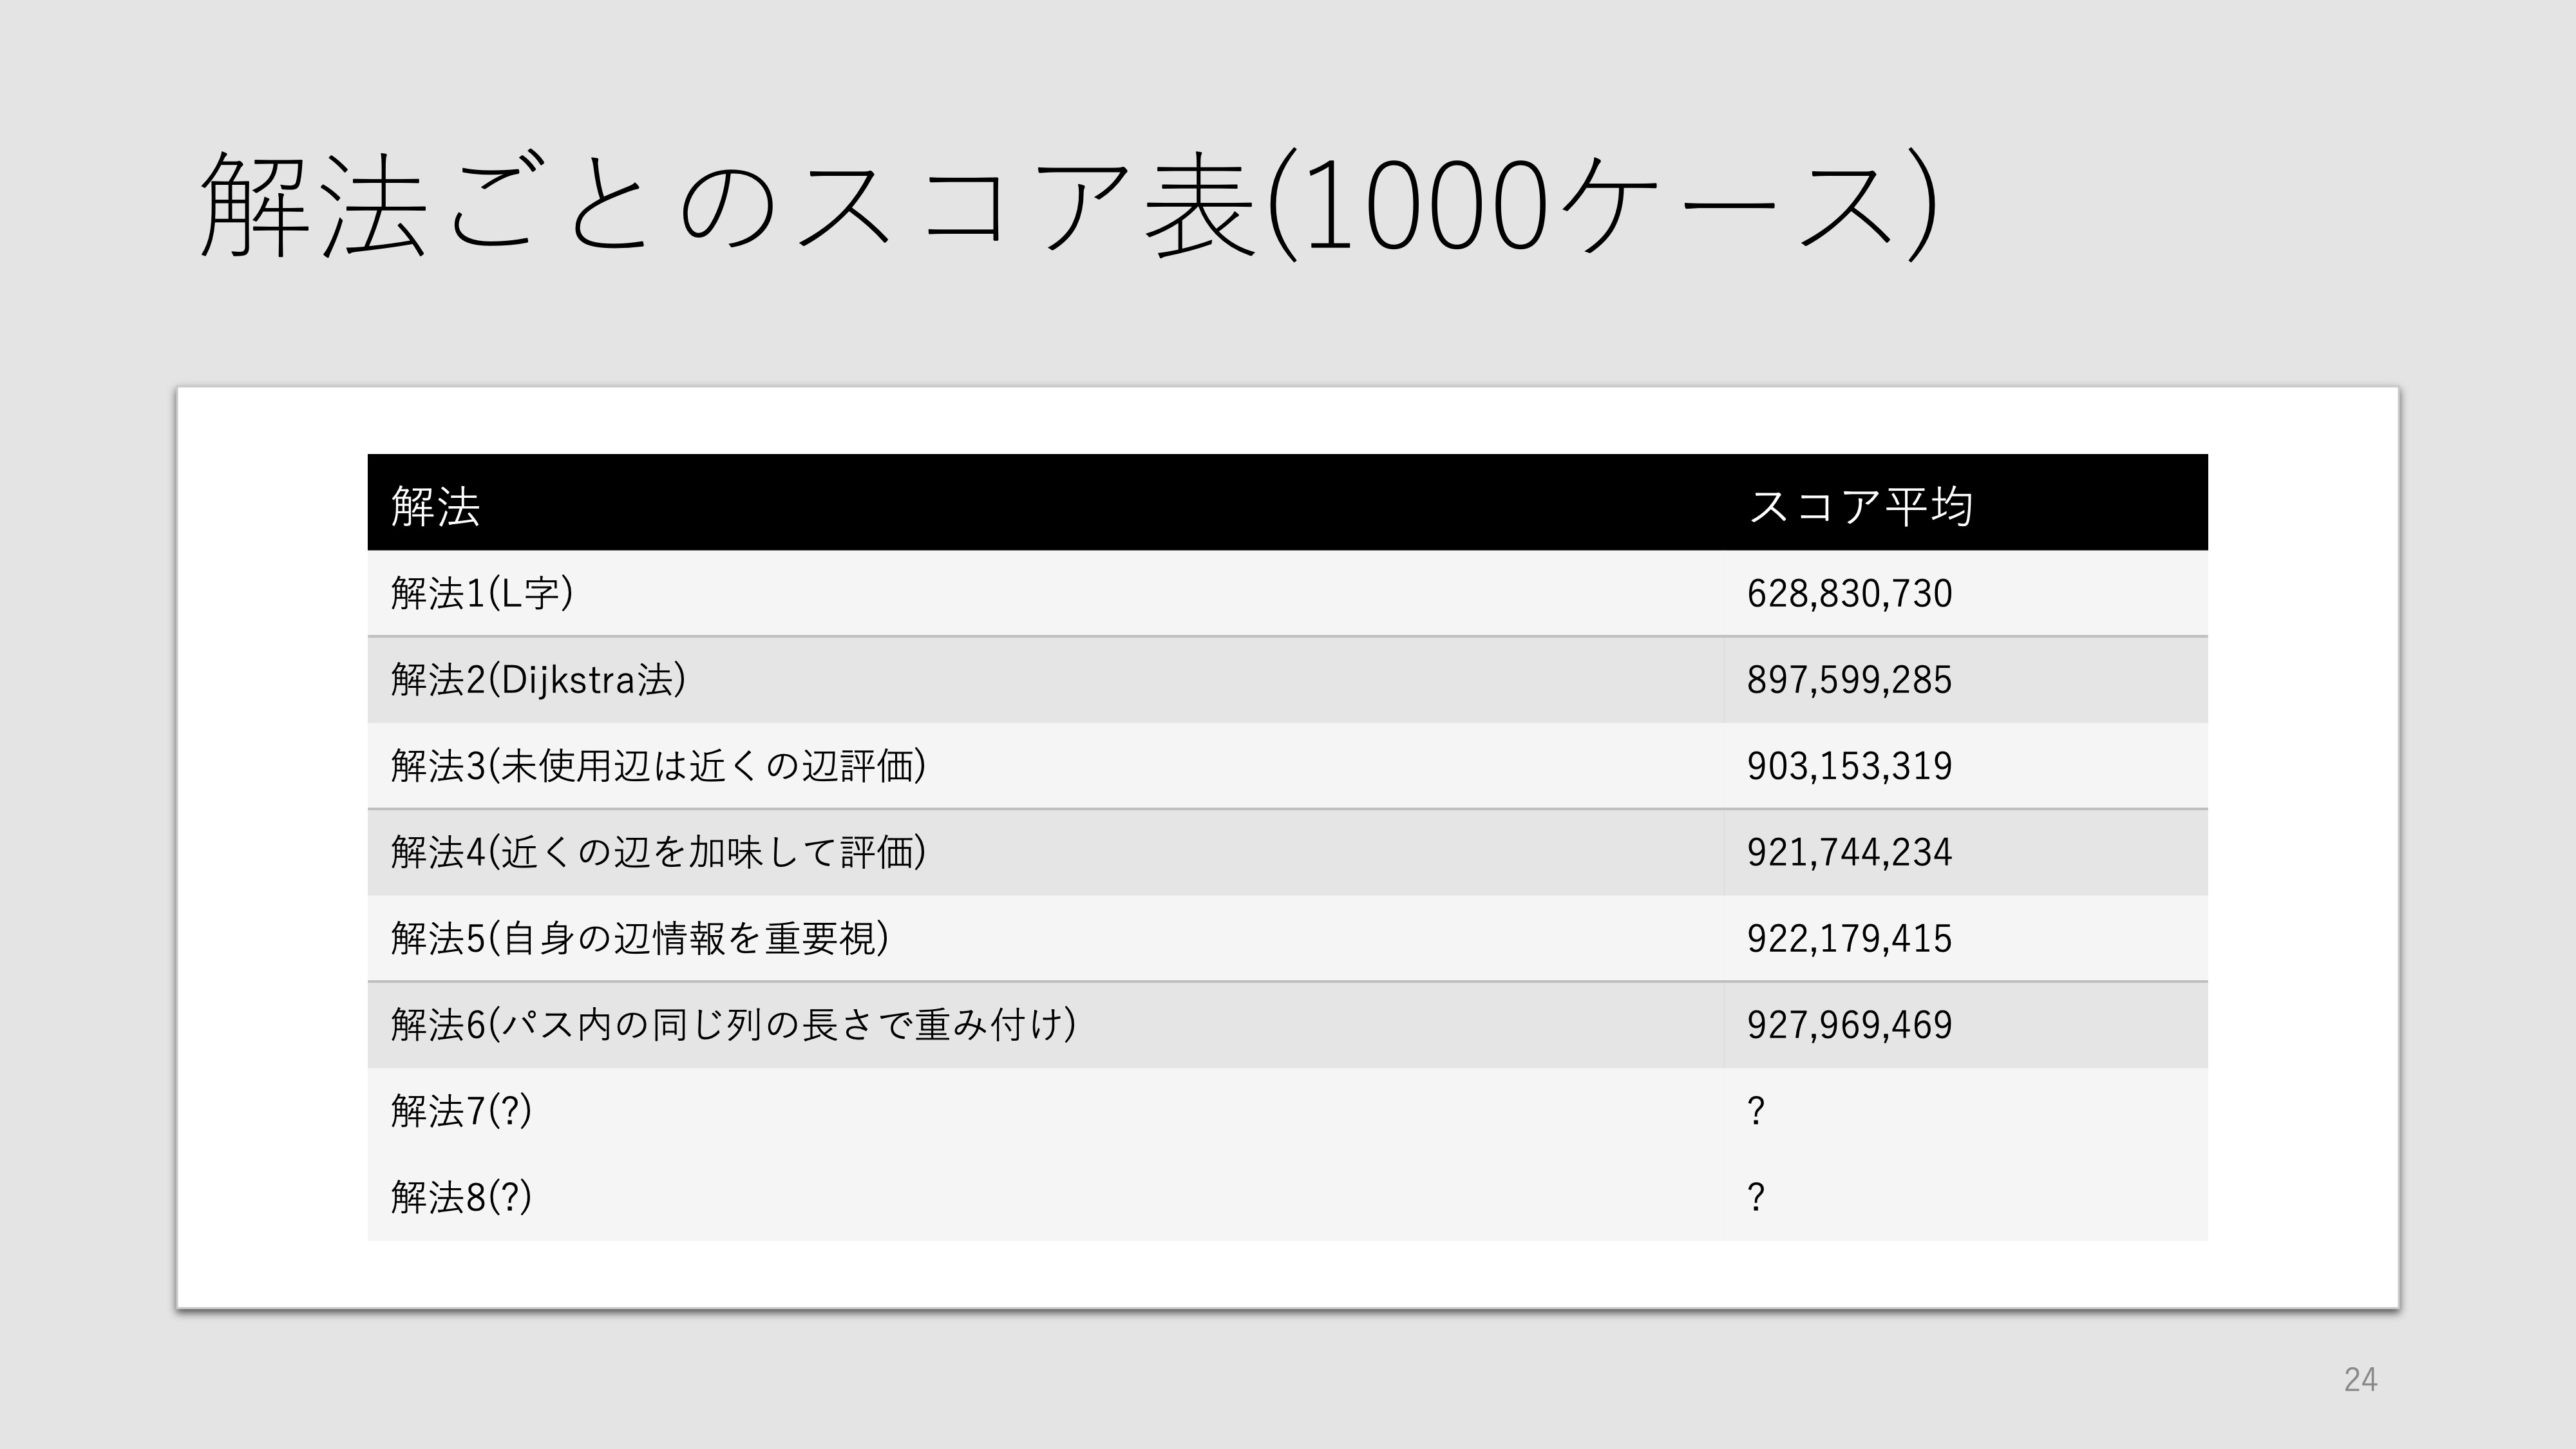 解法ごとのスコア表(1000ケース)
解法 スコア平均
解法1(L字) 628,830,730
解法2(Dijkstra法) 897,599,285
解法3(未使用辺は近くの辺評価) 903,153,319
解法4(近くの辺を加味して評価) 921,744,234
解法5(自身の辺情報を重要視) 922,179,415
解法6(パス内の同じ列の長さで重み付け) 927,969,469
解法7(?) ?
解法8(?) ?
24